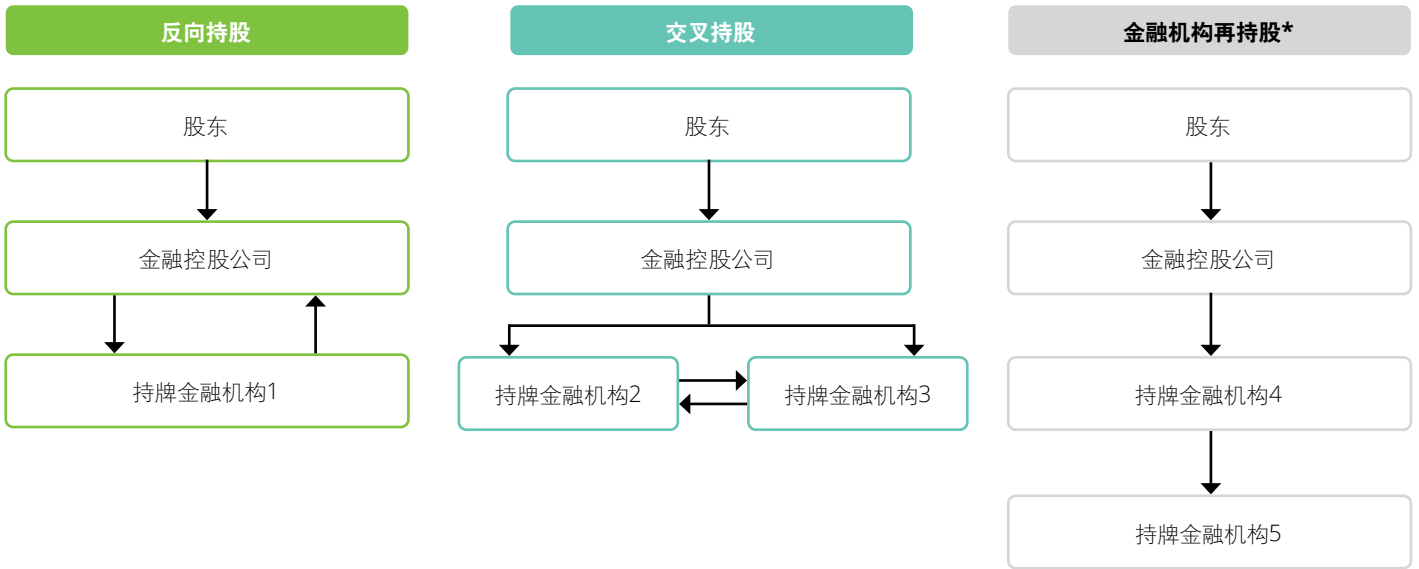 反向持股
股东
金融控股公司
持牌金融机构1
交叉持股
股东
金融控股公司
持牌金融机构2
持牌金融机构3
金融机构再持股*
股东
金融控股公司
持牌金融机构4
持牌金融机构5